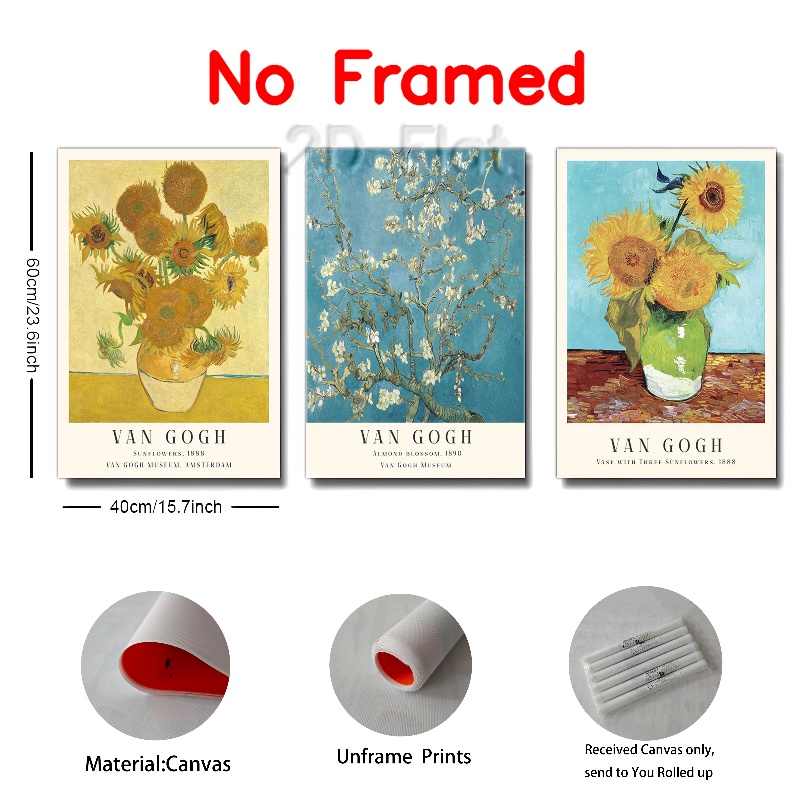 No Framed
2D Flat
60cm/23.6inch
VAN GOGH
SUNFLOWERS, 1888
VAN GOGH MUSEUM, AMSTERDAM
VAN GOGH
ALMOND BLOSSOM, 1890
VAN GOGH MUSEUM
VAN GOGH
VASE WITH THREE SUNFLOWERS, 1888
40cm/15.7inch
Material:Canvas
Unframe Prints
Received Canvas only,
send to You Rolled up